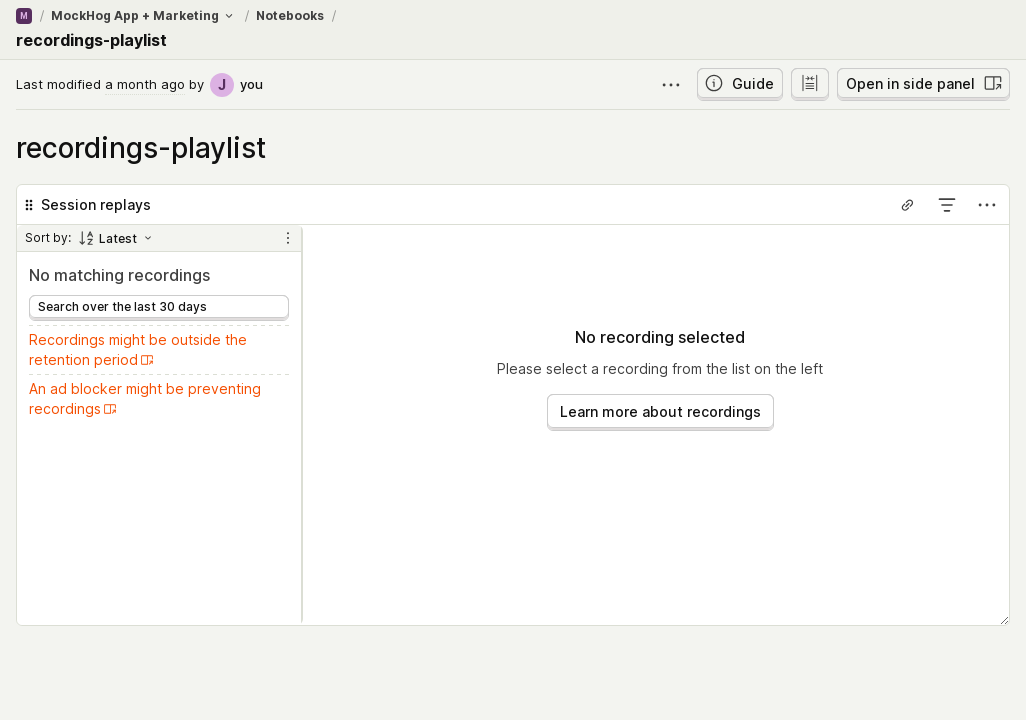 M / MockHog App + Marketing / Notebooks /
recordings-playlist
Last modified a month ago by J you
Guide
Open in side panel
recordings-playlist
Session replays
Sort by: Latest
No matching recordings
Search over the last 30 days
Recordings might be outside the
retention period
An ad blocker might be preventing
recordings
No recording selected
Please select a recording from the list on the left
Learn more about recordings